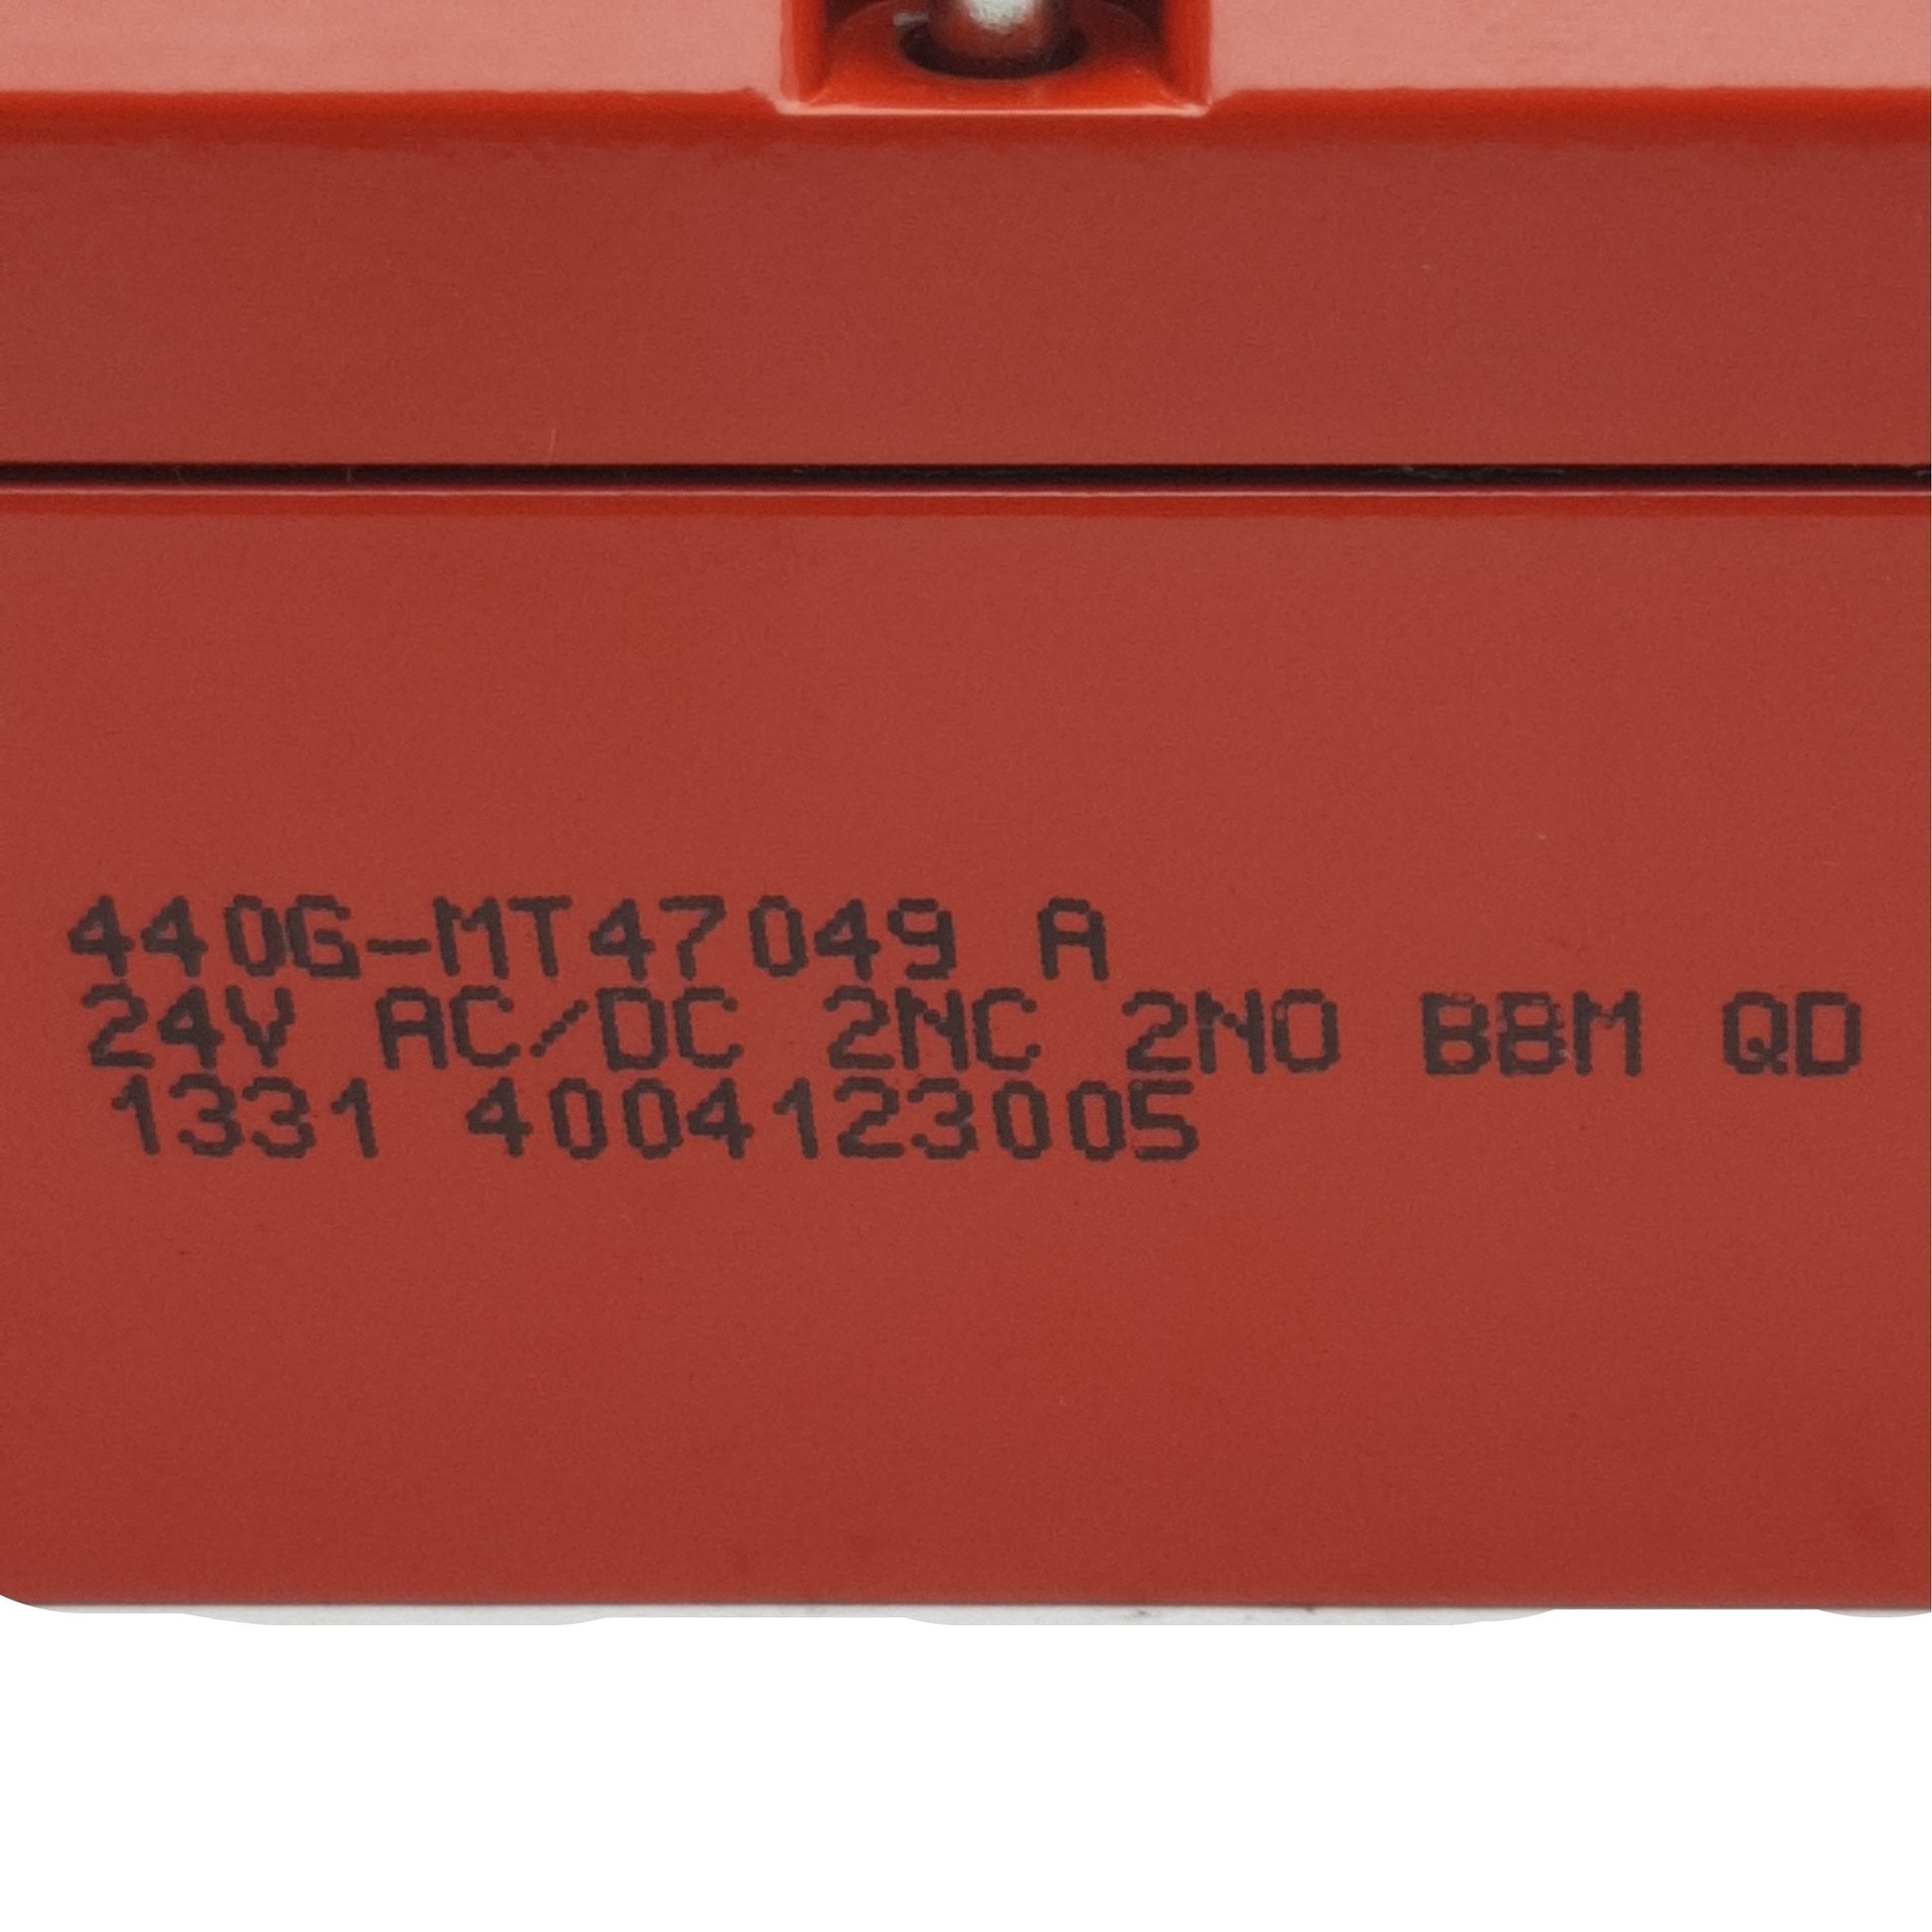 440G-MT47049 A
24V AC/DC 2NC 2NO BBM QD
1331 4004123005